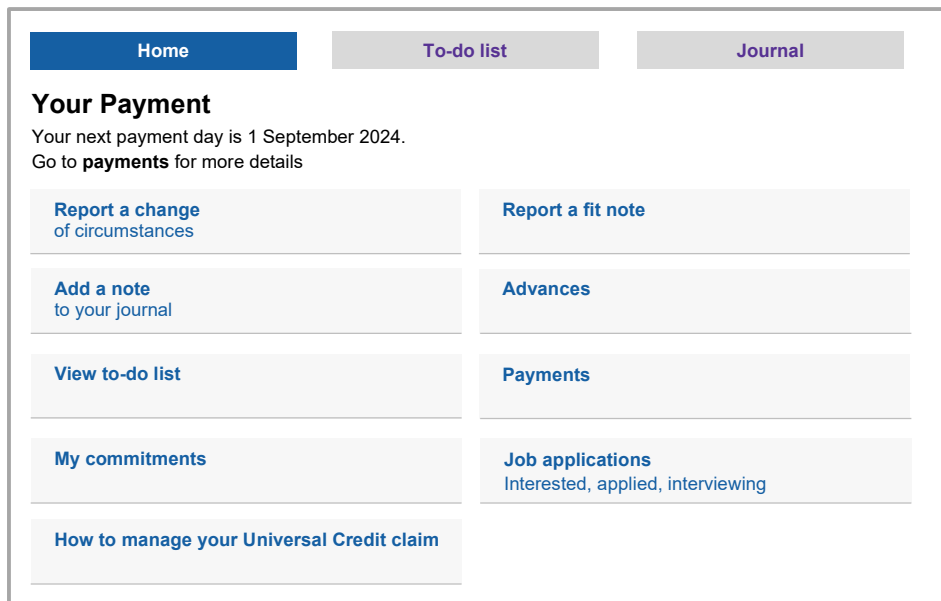 Home
To-do list
Journal
Your Payment
Your next payment day is 1 September 2024.
Go to payments for more details
Report a change
of circumstances
Report a fit note
Add a note
to your journal
Advances
View to-do list
Payments
My commitments
Job applications
Interested, applied, interviewing
How to manage your Universal Credit claim